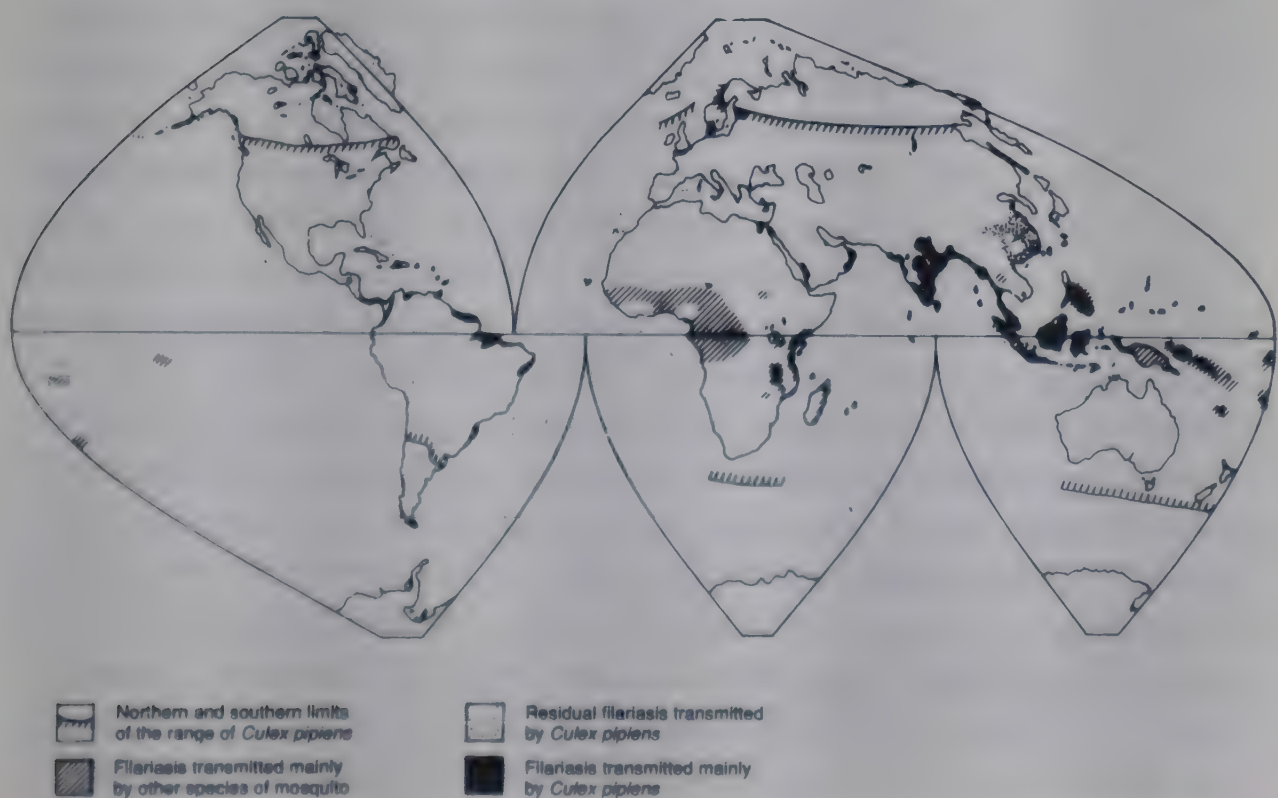 Northern and southern limits
of the range of Culex pipiens
Filariasis transmitted mainly
by other species of mosquito
Residual filariasis transmitted
by Culex pipiens
Filariasis transmitted mainly
by Culex pipiens